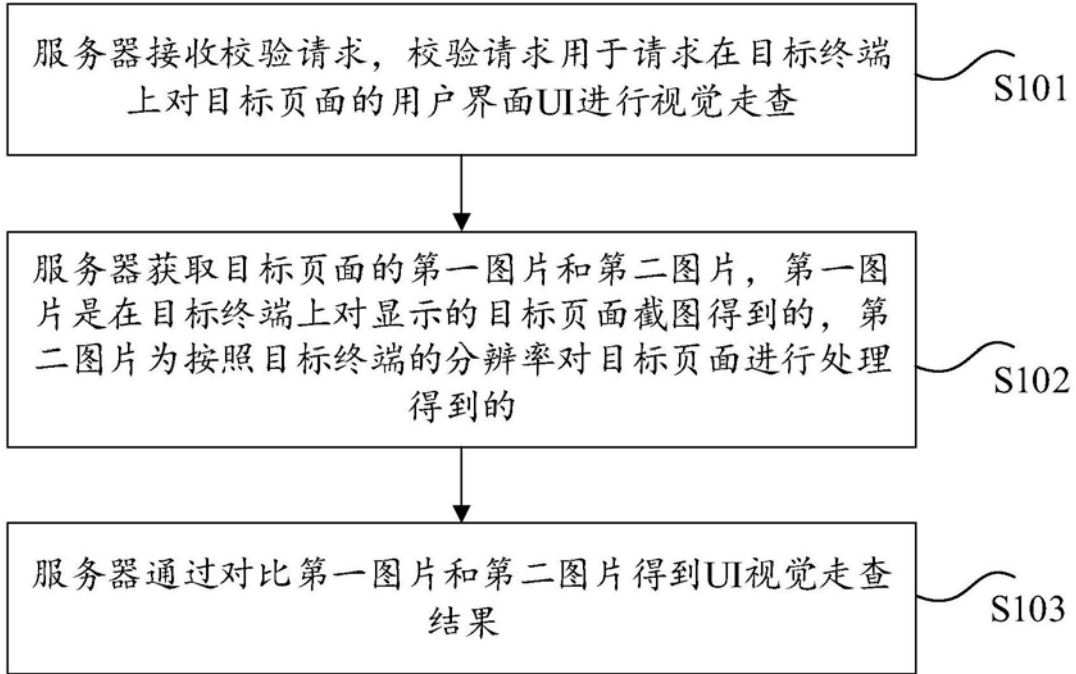 服务器接收校验请求，校验请求用于请求在目标终端
上对目标页面的用户界面UI进行视觉走查
S101
服务器获取目标页面的第一图片和第二图片，第一图
片是在目标终端上对显示的目标页面截图得到的，第
二图片为按照目标终端的分辨率对目标页面进行处理
得到的
S102
服务器通过对比第一图片和第二图片得到UI视觉走查
结果
S103